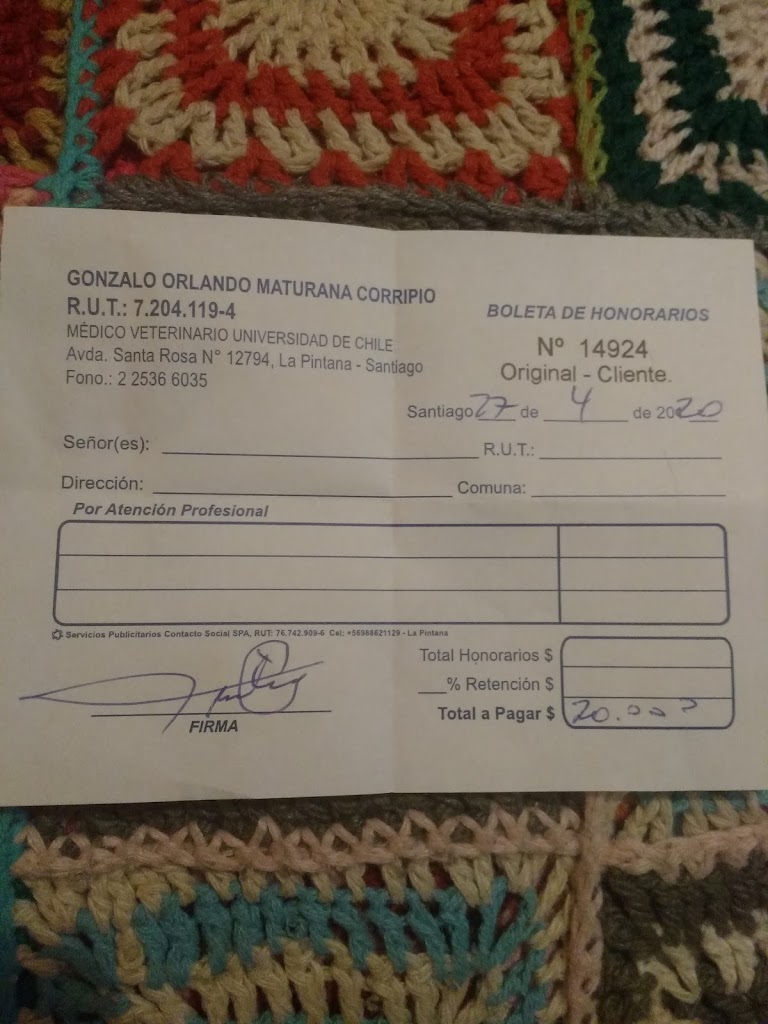 GONZALO ORLANDO MATURANA CORRIPIO
R.U.T.: 7.204.119-4
MÉDICO VETERINARIO UNIVERSIDAD DE CHILE
Avda. Santa Rosa N° 12794, La Pintana - Santiago
Fono.: 2 2536 6035
BOLETA DE HONORARIOS
Nº 14924
Original - Cliente.
Santiago 27 de 4 de 2020
Señor(es): R.U.T.:
Dirección: Comuna:
Por Atención Profesional
Servicios Publicitarios Contacto Social SPA, RUT: 76.742.909-6 Cel: +56988621129 - La Pintana
Total Honorarios $
___% Retención $
Total a Pagar $ 20.000
FIRMA